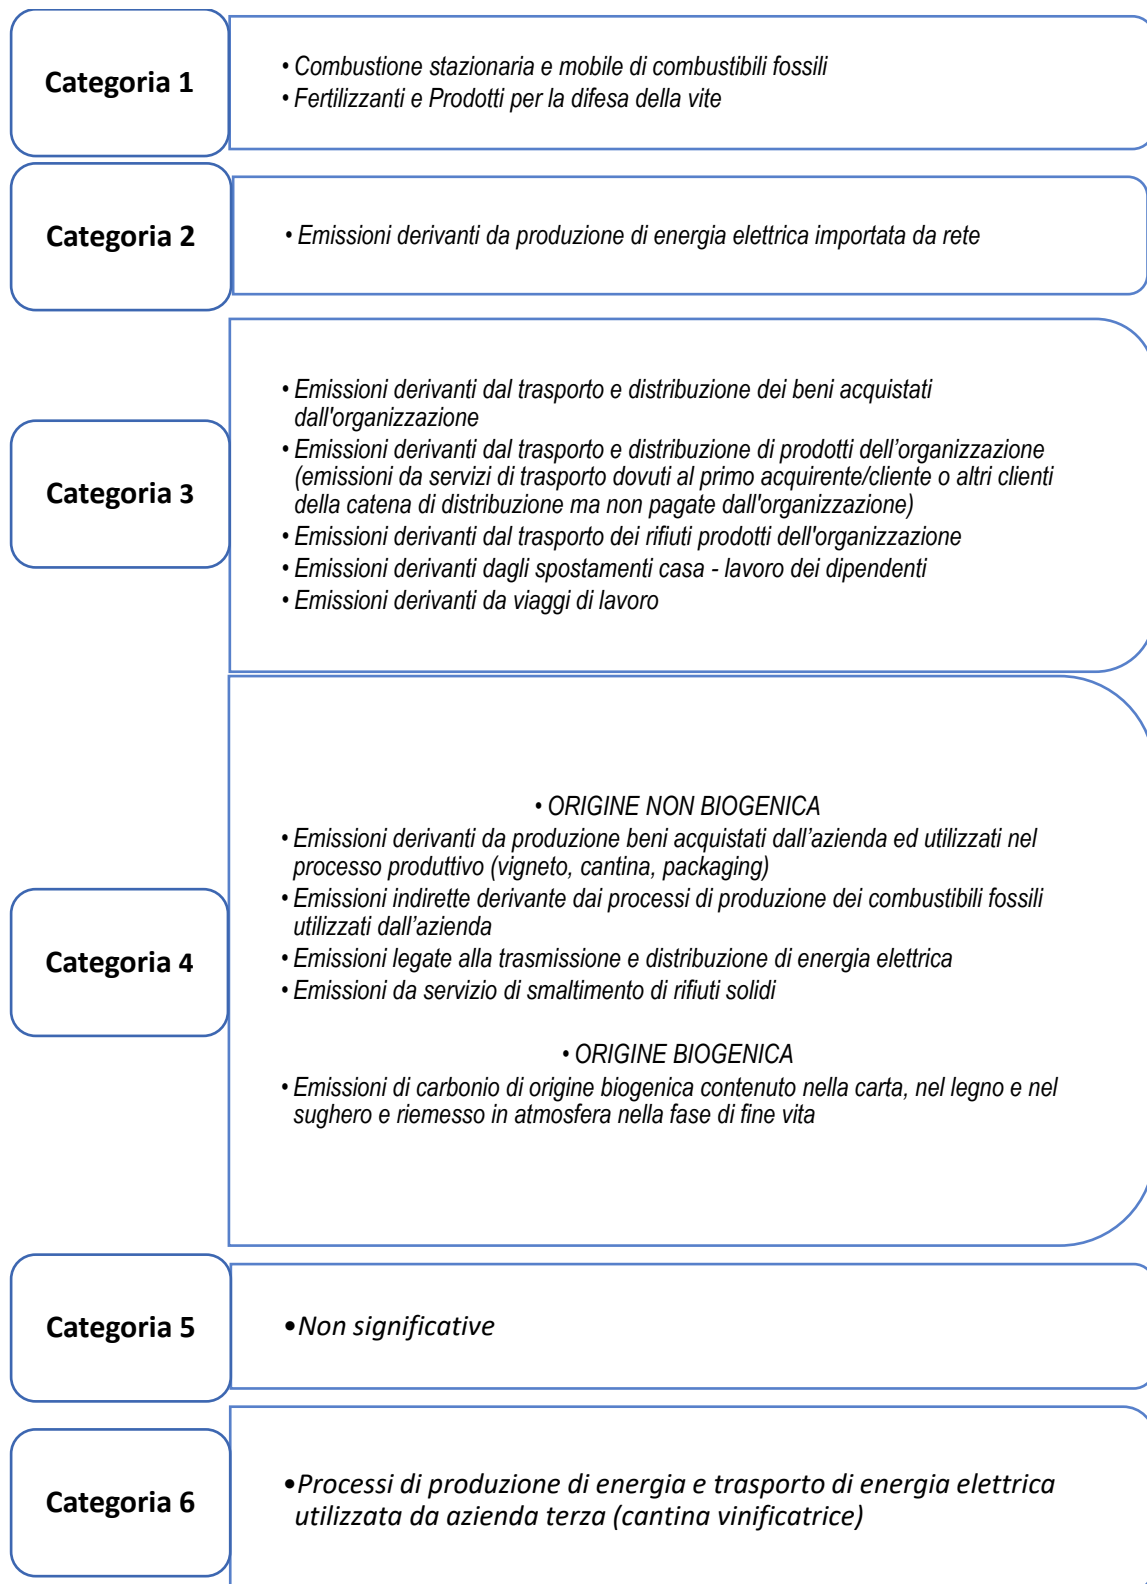 Categoria 1
• Combustione stazionaria e mobile di combustibili fossili
• Fertilizzanti e Prodotti per la difesa della vite
Categoria 2
• Emissioni derivanti da produzione di energia elettrica importata da rete
Categoria 3
• Emissioni derivanti dal trasporto e distribuzione dei beni acquistati
dall'organizzazione
• Emissioni derivanti dal trasporto e distribuzione di prodotti dell’organizzazione
(emissioni da servizi di trasporto dovuti al primo acquirente/cliente o altri clienti
della catena di distribuzione ma non pagate dall'organizzazione)
• Emissioni derivanti dal trasporto dei rifiuti prodotti dell'organizzazione
• Emissioni derivanti dagli spostamenti casa - lavoro dei dipendenti
• Emissioni derivanti da viaggi di lavoro
Categoria 4
• ORIGINE NON BIOGENICA
• Emissioni derivanti da produzione beni acquistati dall’azienda ed utilizzati nel
processo produttivo (vigneto, cantina, packaging)
• Emissioni indirette derivante dai processi di produzione dei combustibili fossili
utilizzati dall’azienda
• Emissioni legate alla trasmissione e distribuzione di energia elettrica
• Emissioni da servizio di smaltimento di rifiuti solidi
• ORIGINE BIOGENICA
• Emissioni di carbonio di origine biogenica contenuto nella carta, nel legno e nel
sughero e riemesso in atmosfera nella fase di fine vita
Categoria 5
•Non significative
Categoria 6
•Processi di produzione di energia e trasporto di energia elettrica
utilizzata da azienda terza (cantina vinificatrice)